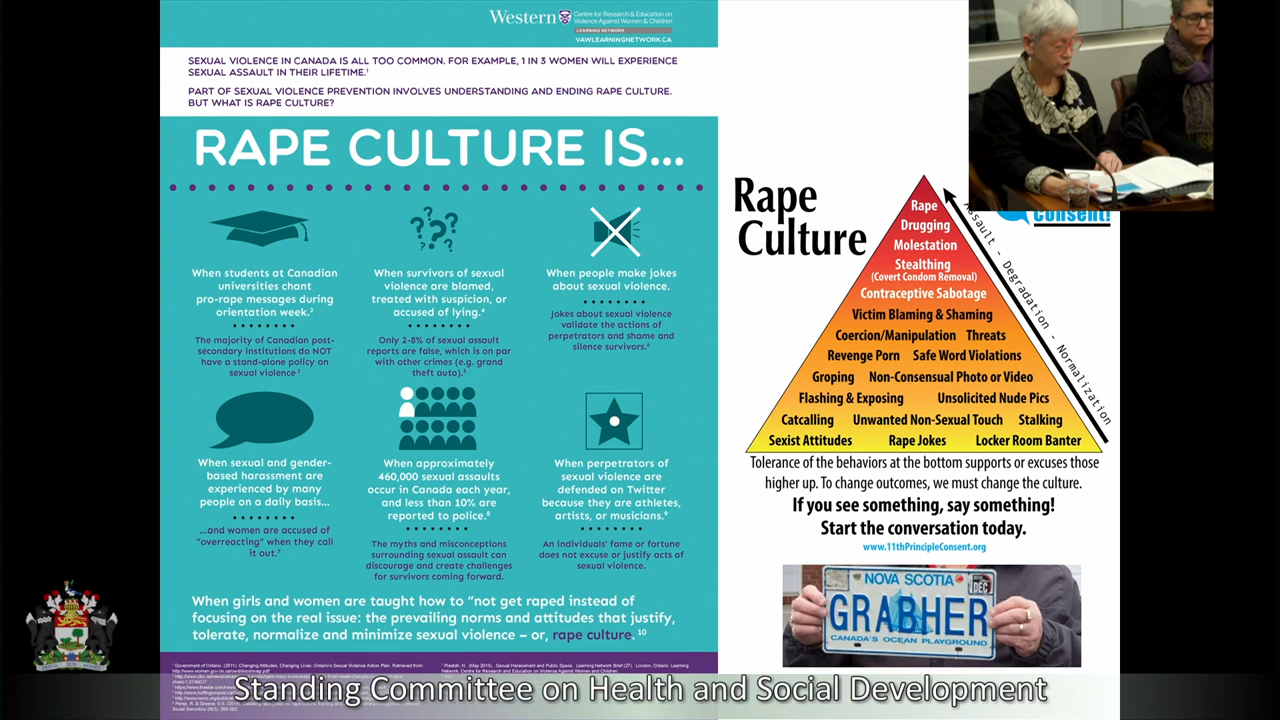 Western
Centre for Research & Education on
Violence Against Women & Children
LEARNING NETWORK
VAWLEARNINGNETWORK.CA
SEXUAL VIOLENCE IN CANADA IS ALL TOO COMMON. FOR EXAMPLE, 1 IN 3 WOMEN WILL EXPERIENCE
SEXUAL ASSAULT IN THEIR LIFETIME.1
PART OF SEXUAL VIOLENCE PREVENTION INVOLVES UNDERSTANDING AND ENDING RAPE CULTURE.
BUT WHAT IS RAPE CULTURE?
RAPE CULTURE IS...
When students at Canadian
universities chant
pro-rape messages during
orientation week.2
The majority of Canadian post-
secondary institutions do NOT
have a stand-alone policy on
sexual violence.3
When survivors of sexual
violence are blamed,
treated with suspicion, or
accused of lying.4
Only 2-8% of sexual assault
reports are false, which is on par
with other crimes (e.g. grand
theft auto).5
When people make jokes
about sexual violence.
Jokes about sexual violence
validate the actions of
perpetrators and shame and
silence survivors.6
When sexual and gender-
based harassment are
experienced by many
people on a daily basis...
...and women are accused of
"overreacting" when they call
it out.7
When approximately
460,000 sexual assaults
occur in Canada each year,
and less than 10% are
reported to police.8
The myths and misconceptions
surrounding sexual assault can
discourage and create challenges
for survivors coming forward.
When perpetrators of
sexual violence are
defended on Twitter
because they are athletes,
artists, or musicians.9
An individuals' fame or fortune
does not excuse or justify acts of
sexual violence.
When girls and women are taught how to “not get raped instead of
focusing on the real issue: the prevailing norms and attitudes that justify,
tolerate, normalize and minimize sexual violence – or, rape culture.10
Rape
Culture
Consent!
Assault - Degradation - Normalization
Rape
Drugging
Molestation
Stealthing
(Covert Condom Removal)
Contraceptive Sabotage
Victim Blaming & Shaming
Coercion/Manipulation Threats
Revenge Porn Safe Word Violations
Groping Non-Consensual Photo or Video
Flashing & Exposing Unsolicited Nude Pics
Catcalling Unwanted Non-Sexual Touch Stalking
Sexist Attitudes Rape Jokes Locker Room Banter
Tolerance of the behaviors at the bottom supports or excuses those
higher up. To change outcomes, we must change the culture.
If you see something, say something!
Start the conversation today.
www.11thPrincipleConsent.org
NOVA SCOTIA
DEC
GRABHER
CANADA'S OCEAN PLAYGROUND
Standing Committee on Health and Social Development